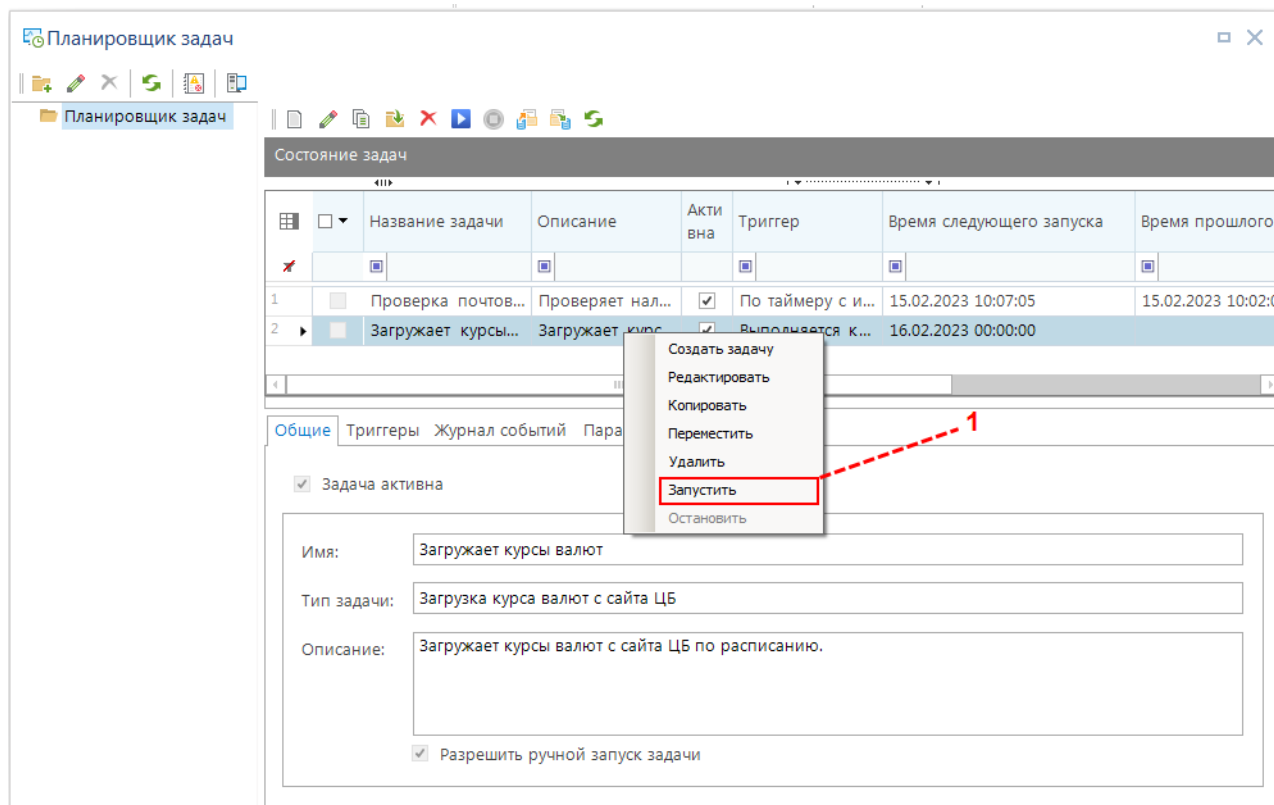 Планировщик задач
Планировщик задач
Состояние задач
Название задачи Описание Акти вна Триггер Время следующего запуска Время прошлого
1 Проверка почтов... Проверяет нал... По таймеру с и... 15.02.2023 10:07:05 15.02.2023 10:02:0
2 Загружает курсы... Загружает курс Выполняется к... 16.02.2023 00:00:00
Создать задачу
Редактировать
Копировать
Переместить
Удалить
Запустить
Остановить
1
Общие Триггеры Журнал событий Пара
Задача активна
Имя: Загружает курсы валют
Тип задачи: Загрузка курса валют с сайта ЦБ
Описание: Загружает курсы валют с сайта ЦБ по расписанию.
Разрешить ручной запуск задачи